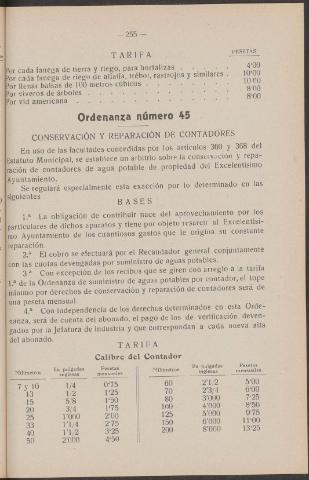 — 255 —
TARIFA
PESETAS
Por cada fanega de tierra y riego, para hortalizas . . . . . 4'00
Por cada fanega de riego de alfalfa, trébol, rastrojos y similares . 10'00
Por llenar balsas de 100 metros cúbicos . . . . . 10'00
Por viveros de árboles . . . . . 8'00
Por vid americana . . . . . 8'00
Ordenanza número 45
CONSERVACIÓN Y REPARACIÓN DE CONTADORES
En uso de las facultades concedidas por los artículos 360 y 368 del
Estatuto Municipal, se establece un arbitrio sobre la conservación y repa-
ración de contadores de agua potable de propiedad del Excelentísimo
Ayuntamiento.
Se regulará especialmente esta exacción por lo determinado en las
siguientes
BASES
1.ª La obligación de contribuir nace del aprovechamiento por los
particulares de dichos aparatos y tiene por objeto resarcir al Excelentísi-
mo Ayuntamiento de los cuantiosos gastos que le origina su constante
reparación.
2.ª El cobro se efectuará por el Recaudador general conjuntamente
con las cuotas devengadas por suministro de aguas potables.
3.ª Con excepción de los recibos que se giren con arreglo a la tarifa
1.ª de la Ordenanza de suministro de aguas potables por contador, el tope
mínimo por derechos de conservación y reparación de contadores será de
una peseta mensual.
4.ª Con independencia de los derechos determinados en esta Orde-
nanza, será de cuenta del abonado, el pago de los de verificación deven-
gados por la Jefatura de Industria y que correspondan a cada nueva alta
del abonado.
TARIFA
Calibre del Contador
Milímetros En pulgadas inglesas Pesetas mensuales Milímetros En pulgadas inglesas Pesetas mensuales
7 y 10 1/4 0'75 60 2'1/2 5'00
13 1/2 1'25 70 2'3/4 6'00
15 5/8 1'50 80 3'000 7'25
20 3/4 1'75 100 4'000 8'50
25 1'000 2'00 125 5'000 9'75
33 1'1/4 2'75 150 6'000 11'00
40 1'1/2 3'25 200 8'000 13'25
50 2'000 4'50